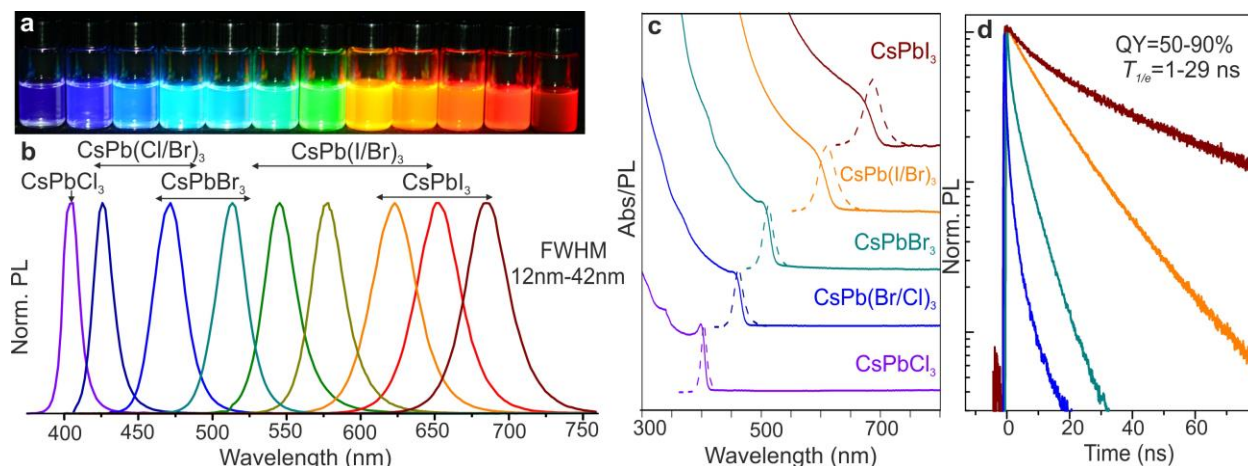 a
b
CsPb(Cl/Br)₃
CsPb(I/Br)₃
CsPbCl₃
CsPbBr₃
CsPbI₃
FWHM
12nm-42nm
Norm. PL
400 450 500 550 600 650 700 750
Wavelength (nm)
c
CsPbI₃
CsPb(I/Br)₃
CsPbBr₃
CsPb(Br/Cl)₃
CsPbCl₃
Abs/PL
300 500 700
Wavelength (nm)
d
QY=50-90%
T1/e=1-29 ns
Norm. PL
0 20 40 60
Time (ns)